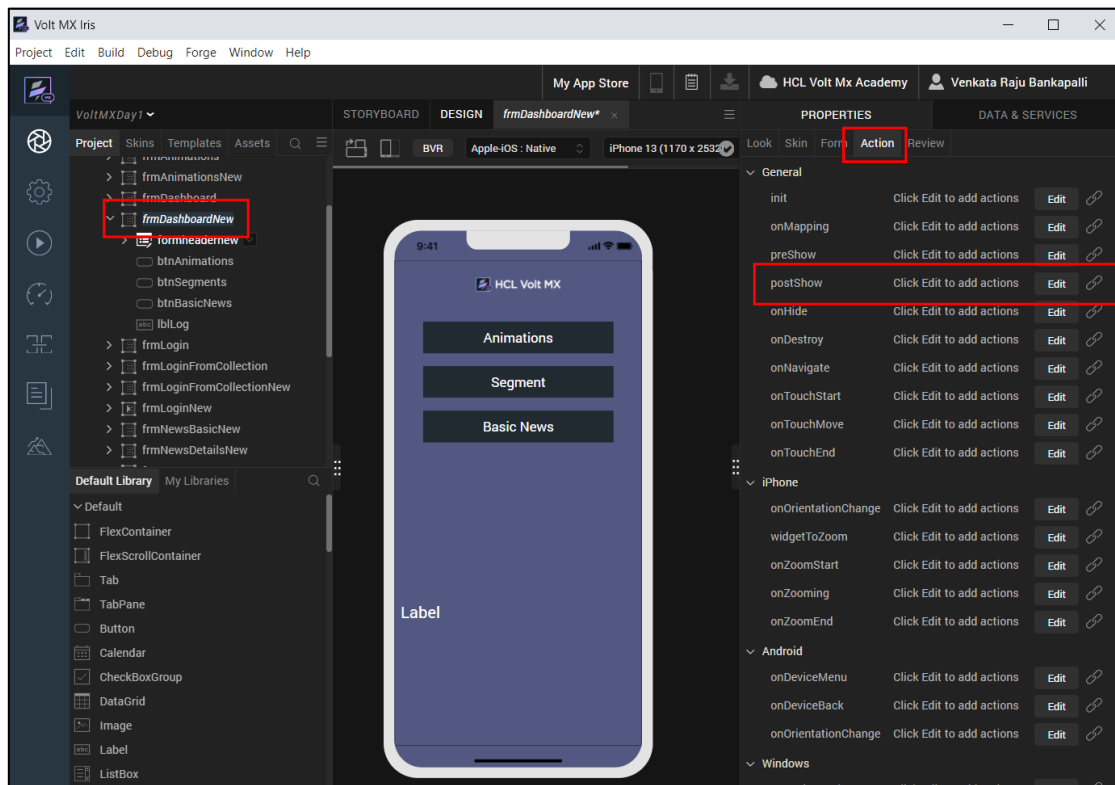 Volt MX Iris
Project Edit Build Debug Forge Window Help
My App Store
HCL Volt Mx Academy
Venkata Raju Bankapalli
VoltMXDay1
STORYBOARD DESIGN frmDashboardNew* ×
PROPERTIES DATA & SERVICES
Project Skins Templates Assets
BVR Apple-iOS : Native iPhone 13 (1170 x 2532)
Look Skin Form Action Review
frmAnimations
frmAnimationsNew
frmDashboard
frmDashboardNew
formheadernew
btnAnimations
btnSegments
btnBasicNews
abc lblLog
frmLogin
frmLoginFromCollection
frmLoginFromCollectionNew
frmLoginNew
frmNewsBasicNew
frmNewsDetailsNew
Default Library My Libraries
Default
FlexContainer
FlexScrollContainer
Tab
TabPane
Button
Calendar
CheckBoxGroup
DataGrid
Image
abc Label
ListBox
9:41
HCL Volt MX
Animations
Segment
Basic News
Label
General
init Click Edit to add actions Edit
onMapping Click Edit to add actions Edit
preShow Click Edit to add actions Edit
postShow Click Edit to add actions Edit
onHide Click Edit to add actions Edit
onDestroy Click Edit to add actions Edit
onNavigate Click Edit to add actions Edit
onTouchStart Click Edit to add actions Edit
onTouchMove Click Edit to add actions Edit
onTouchEnd Click Edit to add actions Edit
iPhone
onOrientationChange Click Edit to add actions Edit
widgetToZoom Click Edit to add actions Edit
onZoomStart Click Edit to add actions Edit
onZooming Click Edit to add actions Edit
onZoomEnd Click Edit to add actions Edit
Android
onDeviceMenu Click Edit to add actions Edit
onDeviceBack Click Edit to add actions Edit
onOrientationChange Click Edit to add actions Edit
Windows